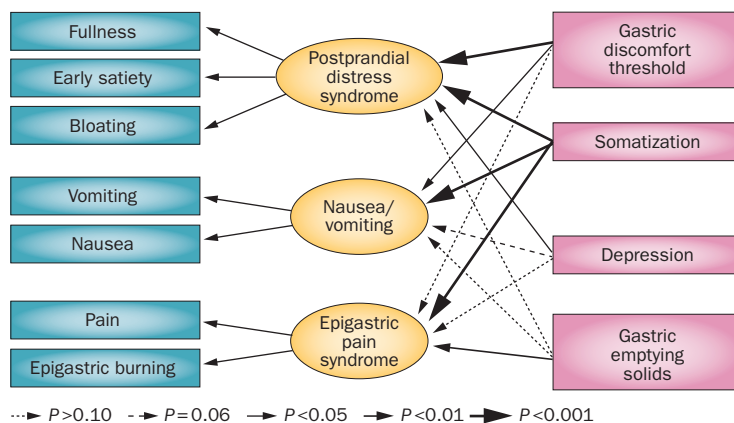 Fullness
Early satiety
Bloating
Vomiting
Nausea
Pain
Epigastric burning
Postprandial
distress
syndrome
Nausea/
vomiting
Epigastric
pain
syndrome
Gastric
discomfort
threshold
Somatization
Depression
Gastric
emptying
solids
P>0.10 P=0.06 P<0.05 P<0.01 P<0.001